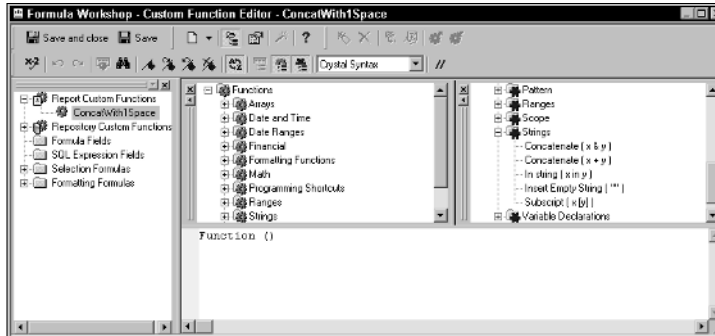 Formula Workshop - Custom Function Editor - ConcatWith1Space
Save and close Save
Crystal Syntax //
Report Custom Functions
ConcatWith1Space
Repository Custom Functions
Formula Fields
SQL Expression Fields
Selection Formulas
Formatting Formulas
Functions
Arrays
Date and Time
Date Ranges
Financial
Formatting Functions
Math
Programming Shortcuts
Ranges
Strings
Pattern
Ranges
Scope
Strings
Concatenate ( x & y )
Concatenate ( x + y )
In string ( x in y )
Insert Empty String ( "" )
Subscript ( x[y] )
Variable Declarations
Function ()